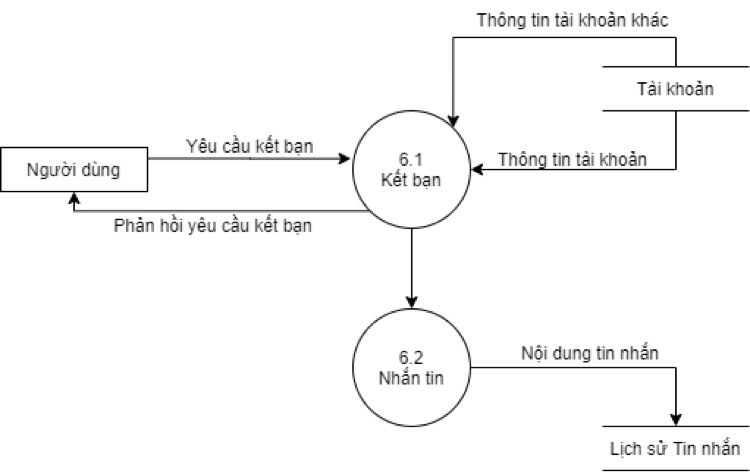 Thông tin tài khoản khác
Tài khoản
Yêu cầu kết bạn
6.1
Kết bạn
Thông tin tài khoản
Người dùng
Phản hồi yêu cầu kết bạn
6.2
Nhắn tin
Nội dung tin nhắn
Lịch sử Tin nhắn